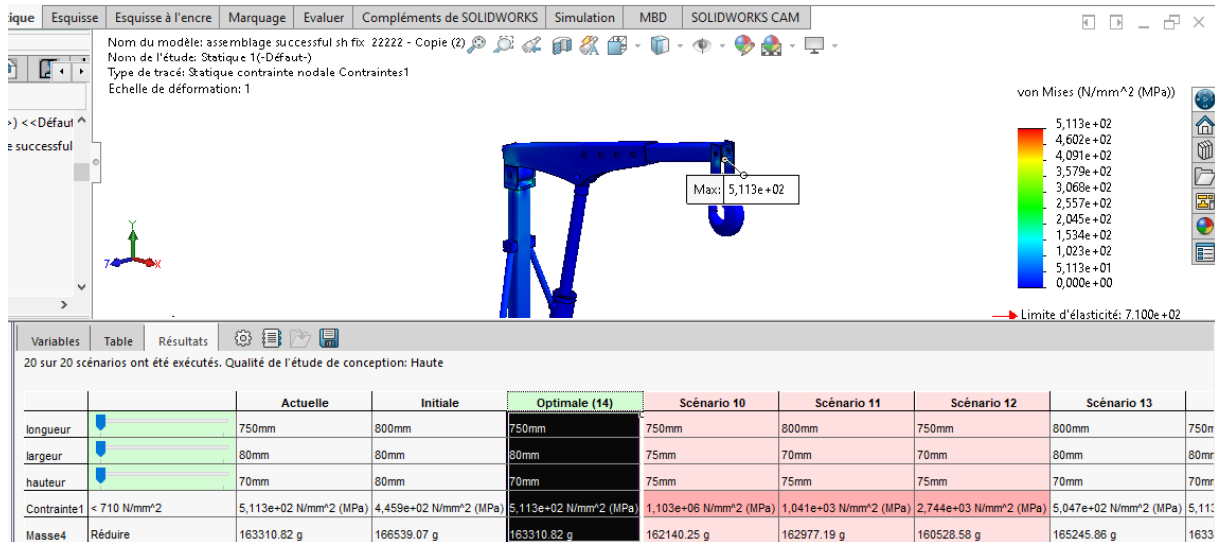 ique Esquisse Esquisse à l'encre Marquage Evaluer Compléments de SOLIDWORKS Simulation MBD SOLIDWORKS CAM
Nom du modèle: assemblage successful sh fix 22222 - Copie (2)
Nom de l'étude: Statique 1(-Défaut-)
Type de tracé: Statique contrainte nodale Contraintes1
Echelle de déformation: 1
>) <<Défaut
e successful
von Mises (N/mm^2 (MPa))
5,113e+02
4,602e+02
4,091e+02
3,579e+02
3,068e+02
2,557e+02
2,045e+02
1,534e+02
1,023e+02
5,113e+01
0,000e+00
Limite d'élasticité: 7.100e+02
Max: 5,113e+02
Y
Z X
Variables Table Résultats
20 sur 20 scénarios ont été exécutés. Qualité de l'étude de conception: Haute
Actuelle Initiale Optimale (14) Scénario 10 Scénario 11 Scénario 12 Scénario 13
longueur 750mm 800mm 750mm 750mm 800mm 750mm 800mm 750m
largeur 80mm 80mm 80mm 75mm 70mm 70mm 80mm 80mm
hauteur 70mm 80mm 70mm 75mm 75mm 75mm 70mm 70mm
Contrainte1 < 710 N/mm^2 5,113e+02 N/mm^2 (MPa) 4,459e+02 N/mm^2 (MPa) 5,113e+02 N/mm^2 (MPa) 1,103e+06 N/mm^2 (MPa) 1,041e+03 N/mm^2 (MPa) 2,744e+03 N/mm^2 (MPa) 5,047e+02 N/mm^2 (MPa) 5,113
Masse4 Réduire 163310.82 g 166539.07 g 163310.82 g 162140.25 g 162977.19 g 160528.58 g 165245.86 g 1633